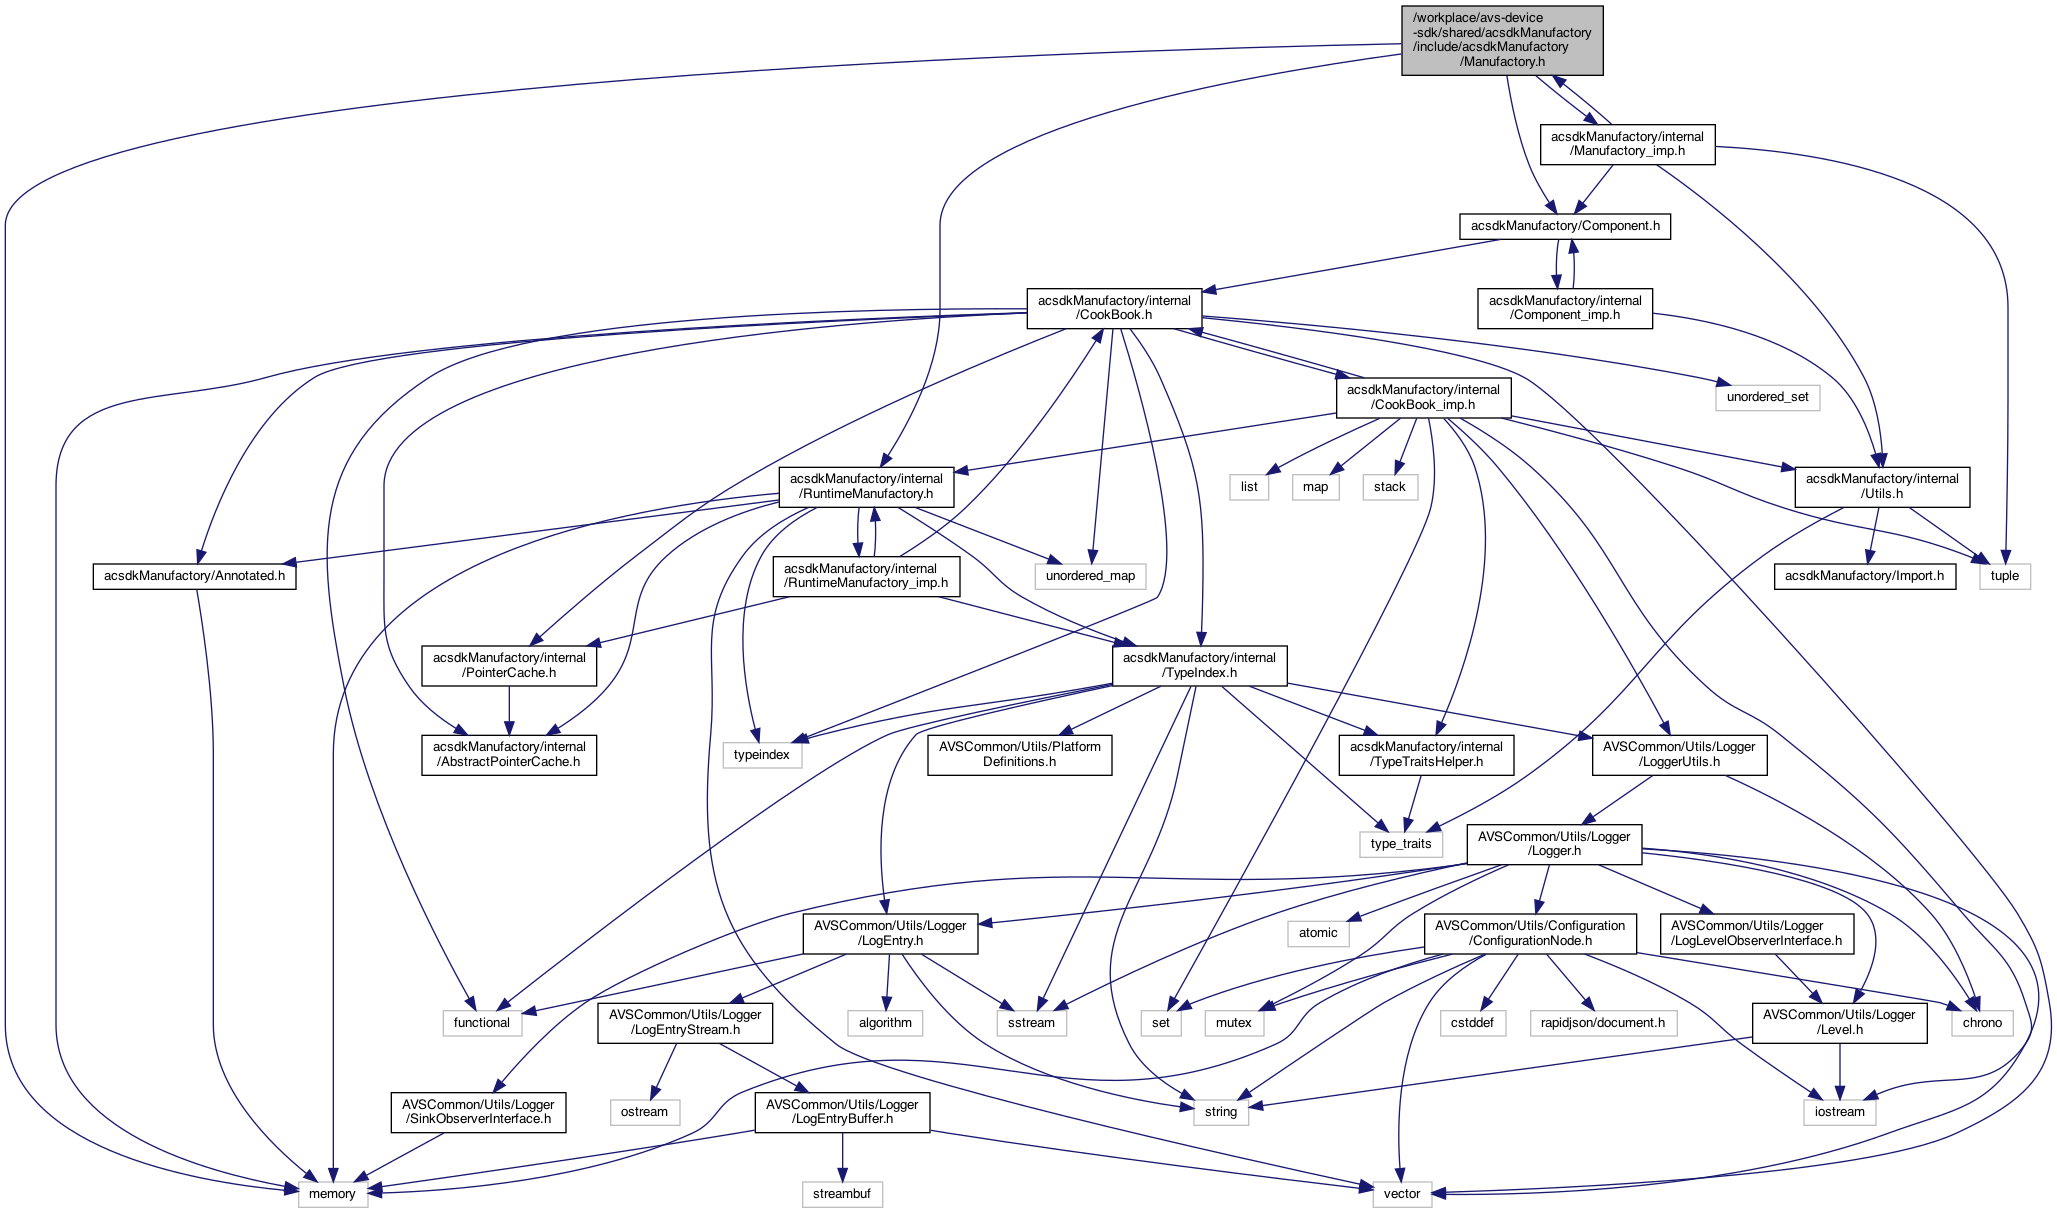 /workplace/avs-device
-sdk/shared/acsdkManufactory
/include/acsdkManufactory
/Manufactory.h
acsdkManufactory/internal
/Manufactory_imp.h
acsdkManufactory/Component.h
acsdkManufactory/internal
/CookBook.h
acsdkManufactory/internal
/Component_imp.h
acsdkManufactory/internal
/CookBook_imp.h
unordered_set
acsdkManufactory/internal
/RuntimeManufactory.h
list
map
stack
acsdkManufactory/internal
/Utils.h
acsdkManufactory/Annotated.h
acsdkManufactory/internal
/RuntimeManufactory_imp.h
unordered_map
acsdkManufactory/Import.h
tuple
acsdkManufactory/internal
/PointerCache.h
acsdkManufactory/internal
/TypeIndex.h
acsdkManufactory/internal
/AbstractPointerCache.h
typeindex
AVSCommon/Utils/Platform
Definitions.h
acsdkManufactory/internal
/TypeTraitsHelper.h
AVSCommon/Utils/Logger
/LoggerUtils.h
type_traits
AVSCommon/Utils/Logger
/Logger.h
AVSCommon/Utils/Logger
/LogEntry.h
atomic
AVSCommon/Utils/Configuration
/ConfigurationNode.h
AVSCommon/Utils/Logger
/LogLevelObserverInterface.h
functional
AVSCommon/Utils/Logger
/LogEntryStream.h
algorithm
sstream
set
mutex
cstddef
rapidjson/document.h
AVSCommon/Utils/Logger
/Level.h
chrono
AVSCommon/Utils/Logger
/SinkObserverInterface.h
ostream
AVSCommon/Utils/Logger
/LogEntryBuffer.h
string
iostream
memory
streambuf
vector